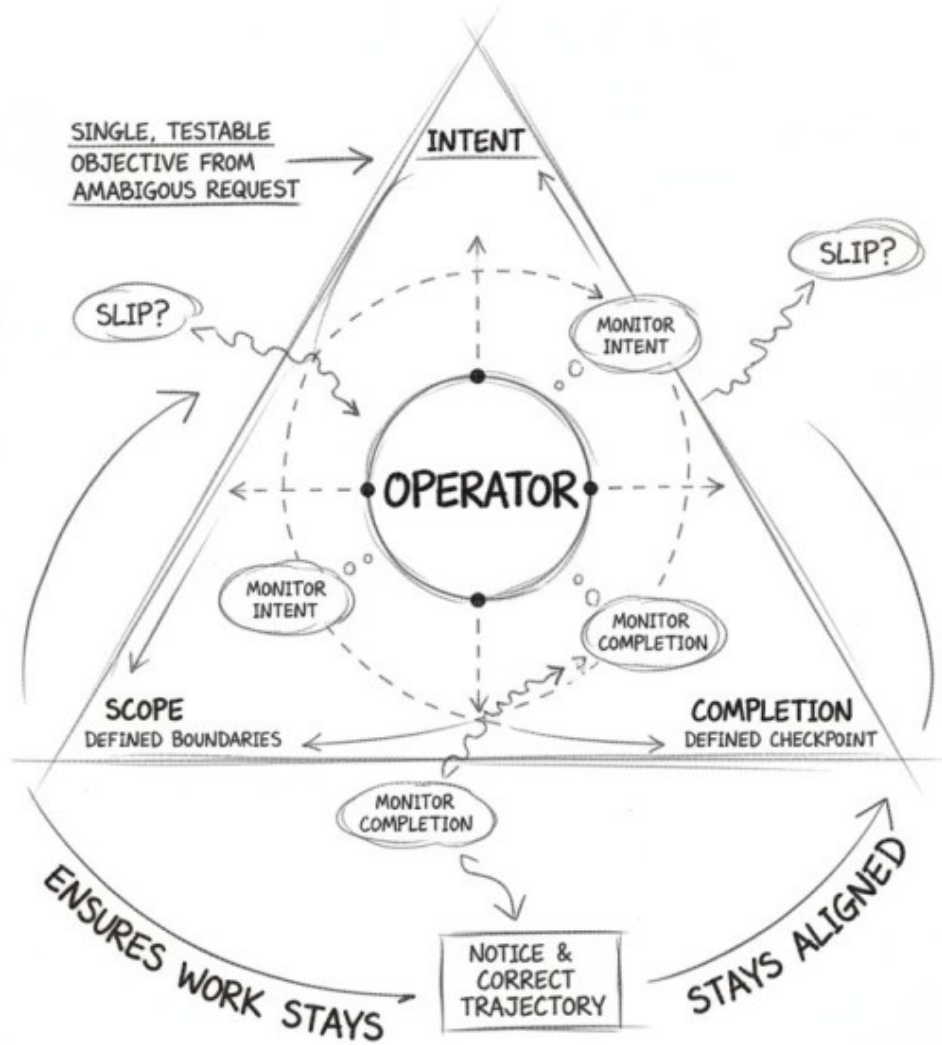 SINGLE, TESTABLE
OBJECTIVE FROM
AMABIGOUS REQUEST
INTENT
SLIP?
SLIP?
MONITOR
INTENT
OPERATOR
MONITOR
INTENT
MONITOR
COMPLETION
SCOPE
DEFINED BOUNDARIES
COMPLETION
DEFINED CHECKPOINT
MONITOR
COMPLETION
ENSURES WORK STAYS
NOTICE &
CORRECT
TRAJECTORY
STAYS ALIGNED